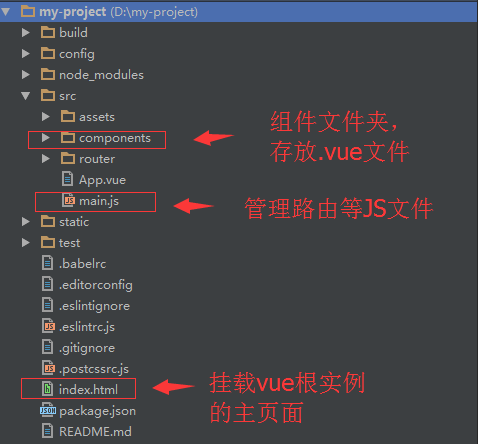 my-project (D:\my-project)
build
config
node_modules
src
assets
components
组件文件夹，
存放.vue文件
router
App.vue
main.js
管理路由等JS文件
static
test
.babelrc
.editorconfig
.eslintignore
.eslintrc.js
.gitignore
.postcssrc.js
index.html
挂载vue根实例
的主页面
package.json
README.md